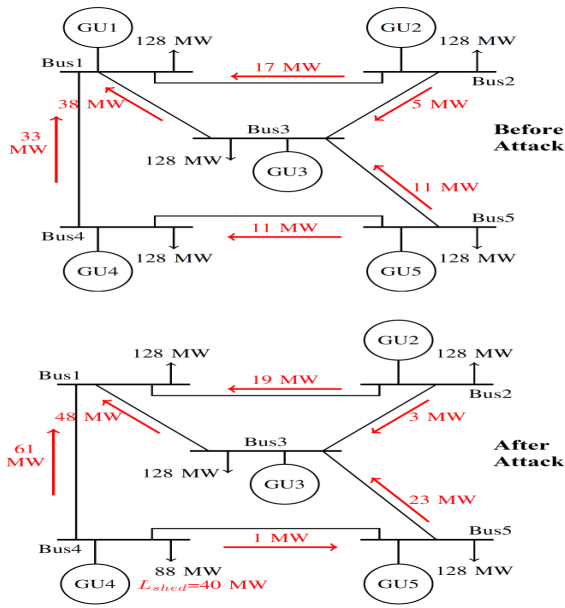 GU1
GU2
128 MW
128 MW
Bus1
17 MW
Bus2
38 MW
5 MW
Bus3
Before
Attack
33
MW
128 MW
GU3
11 MW
Bus4
11 MW
Bus5
GU4
128 MW
GU5
128 MW
GU2
128 MW
128 MW
Bus1
19 MW
Bus2
48 MW
3 MW
Bus3
After
Attack
61
MW
128 MW
GU3
23 MW
Bus4
1 MW
Bus5
GU4
88 MW
GU5
128 MW
L_shed=40 MW